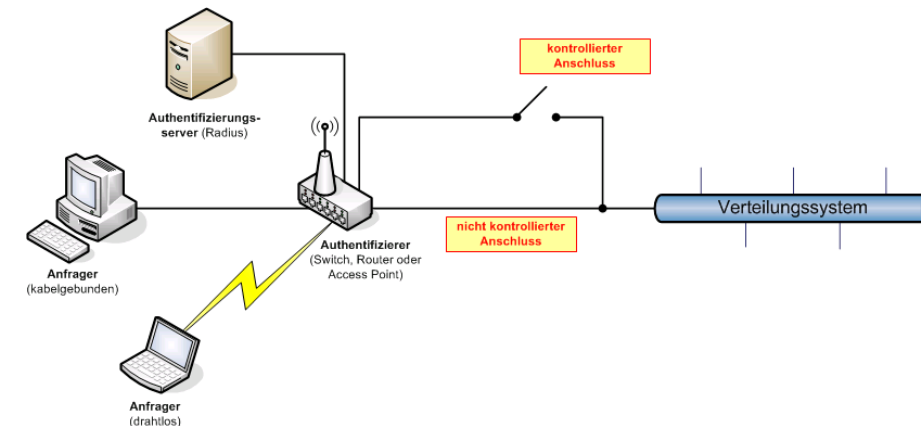 kontrollierter
Anschluss
Authentifizierungs-
server (Radius)
Verteilungssystem
nicht kontrollierter
Anschluss
Authentifizierer
(Switch, Router oder
Access Point)
Anfrager
(kabelgebunden)
Anfrager
(drahtlos)